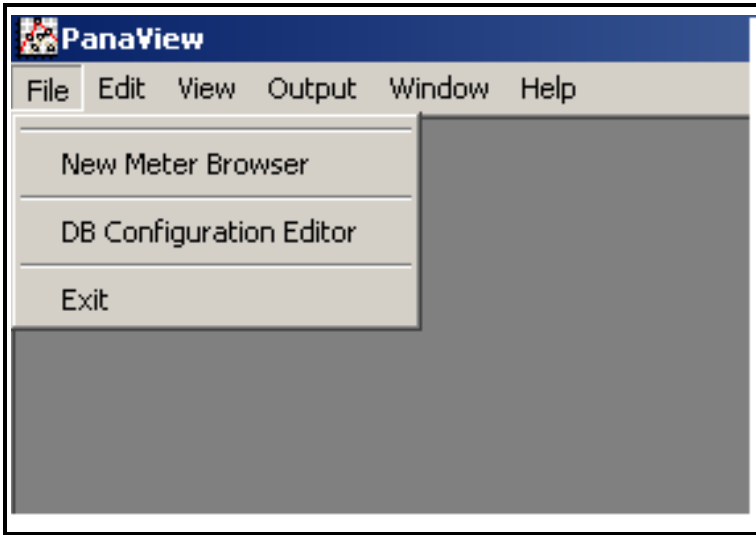 PanaView
File Edit View Output Window Help
New Meter Browser
DB Configuration Editor
Exit